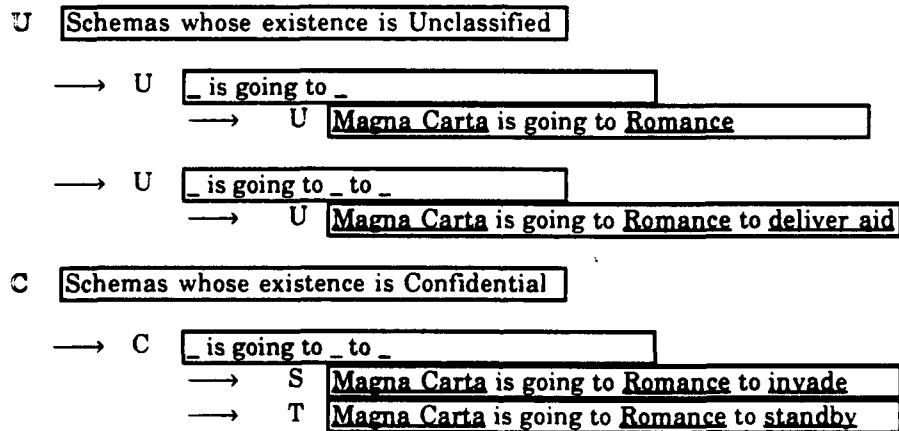 U Schemas whose existence is Unclassified
⟶ U _ is going to _
⟶ U Magna Carta is going to Romance
⟶ U _ is going to _ to _
⟶ U Magna Carta is going to Romance to deliver aid
C Schemas whose existence is Confidential
⟶ C _ is going to _ to _
⟶ S Magna Carta is going to Romance to invade
⟶ T Magna Carta is going to Romance to standby